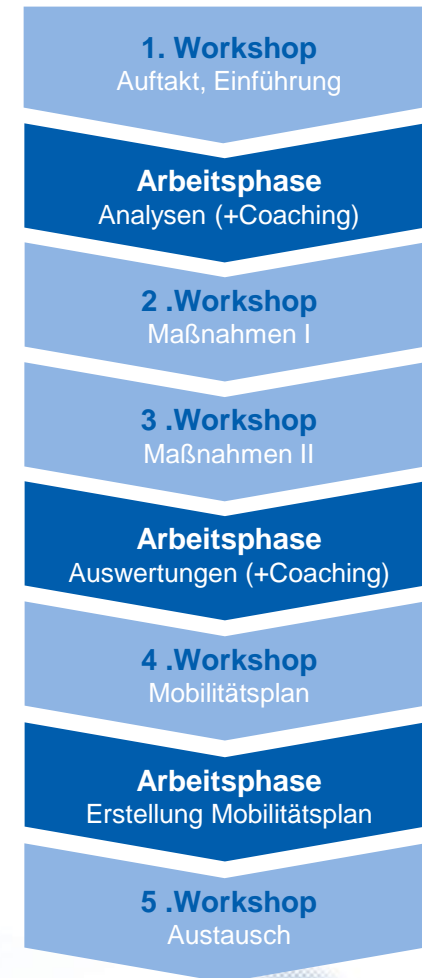 1. Workshop
Auftakt, Einführung
Arbeitsphase
Analysen (+Coaching)
2 .Workshop
Maßnahmen I
3 .Workshop
Maßnahmen II
Arbeitsphase
Auswertungen (+Coaching)
4 .Workshop
Mobilitätsplan
Arbeitsphase
Erstellung Mobilitätsplan
5 .Workshop
Austausch